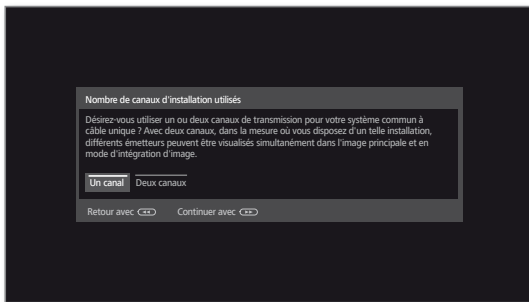 Nombre de canaux d'installation utilisés
Désirez-vous utiliser un ou deux canaux de transmission pour votre système commun à
câble unique ? Avec deux canaux, dans la mesure où vous disposez d'un telle installation,
différents émetteurs peuvent être visualisés simultanément dans l'image principale et en
mode d'intégration d'image.
Un canal Deux canaux
Retour avec Continuer avec